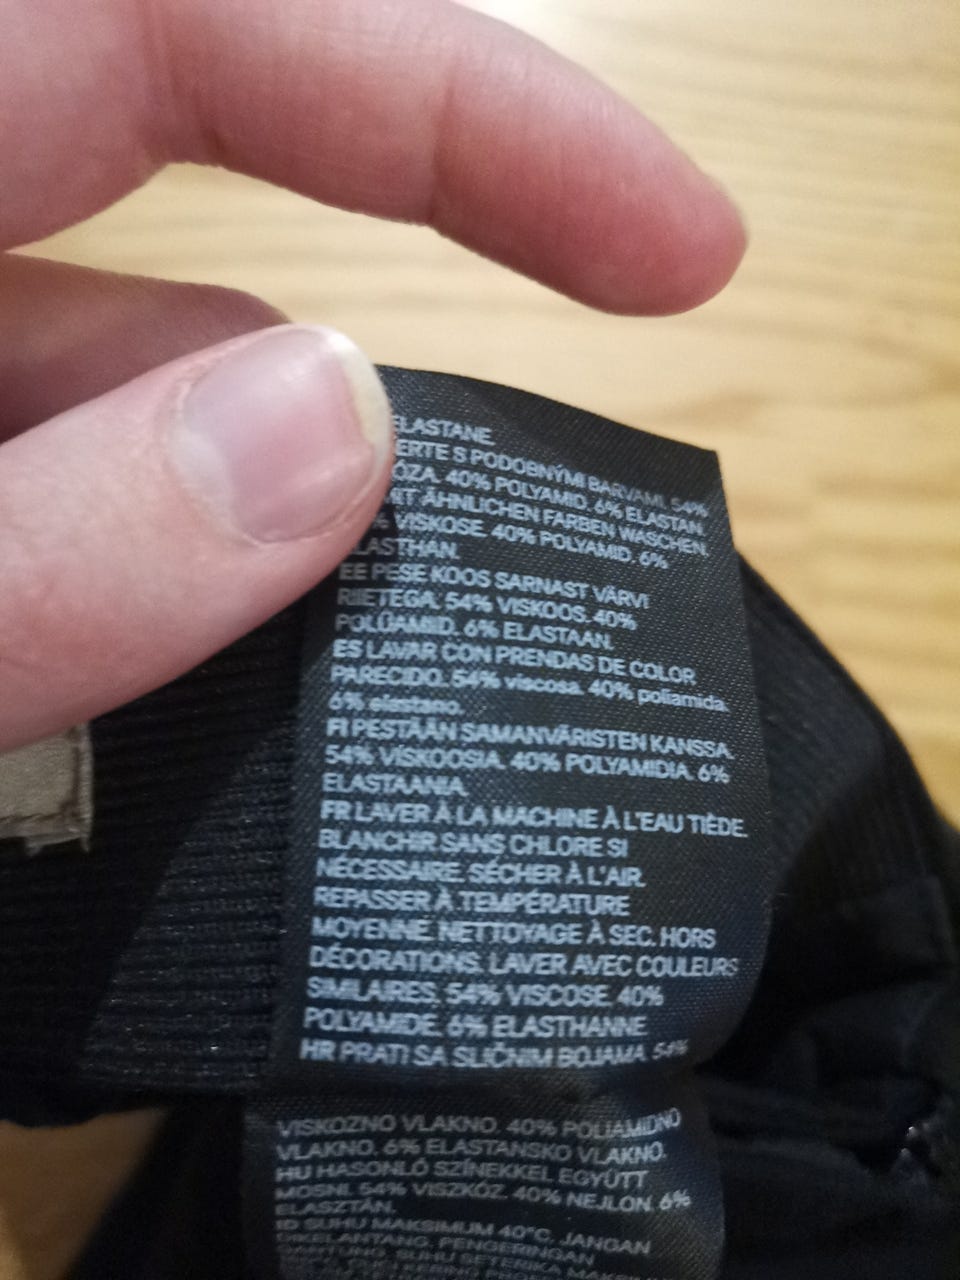 ELASTANE.
S PODOBNÝMI BARVAMI. 54%
40% POLYAMID. 6% ELASTAN.
MIT ÄHNLICHEN FARBEN WASCHEN.
% VISKOSE. 40% POLYAMID. 6%
ELASTHAN.
EE PESE KOOS SARNAST VÄRVI
RIIETEGA. 54% VISKOOS. 40%
POLÜAMIID. 6% ELASTAAN.
ES LAVAR CON PRENDAS DE COLOR
PARECIDO. 54% viscosa. 40% poliamida.
6% elastano.
FI PESTÄÄN SAMANVÄRISTEN KANSSA.
54% VISKOOSIA. 40% POLYAMIDIA. 6%
ELASTAANIA.
FR LAVER À LA MACHINE À L'EAU TIÈDE.
BLANCHIR SANS CHLORE SI
NÉCESSAIRE. SÉCHER À L'AIR.
REPASSER À TEMPÉRATURE
MOYENNE. NETTOYAGE À SEC. HORS
DÉCORATIONS. LAVER AVEC COULEURS
SIMILAIRES. 54% VISCOSE. 40%
POLYAMIDE. 6% ELASTHANNE.
HR PRATI SA SLIČNIM BOJAMA. 54%
VISKOZNO VLAKNO. 40% POLIAMIDNO
VLAKNO. 6% ELASTANSKO VLAKNO.
HU HASONLÓ SZÍNEKKEL EGYÜTT
MOSNI. 54% VISZKÓZ. 40% NEJLON. 6%
ELASZTÁN.
ID SUHU MAKSIMUM 40°C. JANGAN
DIKELANTANG. PENGERINGAN
GANTUNG. SUHU SETERIKA